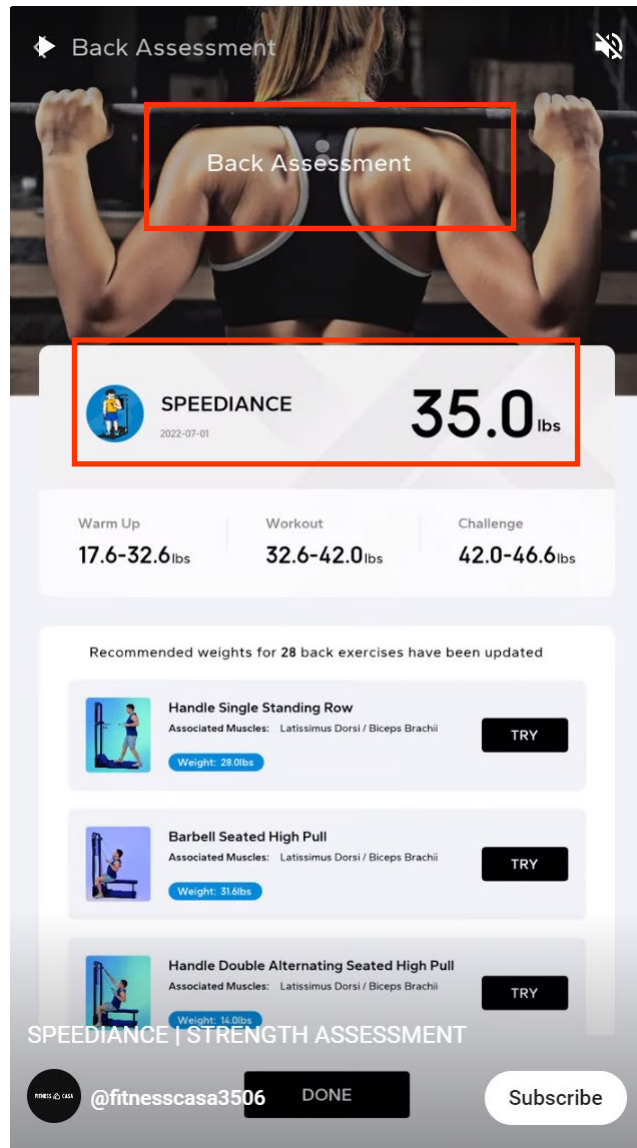 Back Assessment
Back Assessment
SPEEDIANCE
2022-07-01
35.0 lbs
Warm Up Workout Challenge
17.6-32.6lbs 32.6-42.0lbs 42.0-46.6lbs
Recommended weights for 28 back exercises have been updated
Handle Single Standing Row
Associated Muscles: Latissimus Dorsi / Biceps Brachii
TRY
Weight: 28.0lbs
Barbell Seated High Pull
Associated Muscles: Latissimus Dorsi / Biceps Brachii
TRY
Weight: 31.6lbs
Handle Double Alternating Seated High Pull
Associated Muscles: Latissimus Dorsi / Biceps Brachii
TRY
Weight: 14.0lbs
SPEEDIANCE | STRENGTH ASSESSMENT
FITNESS CASA
@fitnesscasa3506
DONE
Subscribe